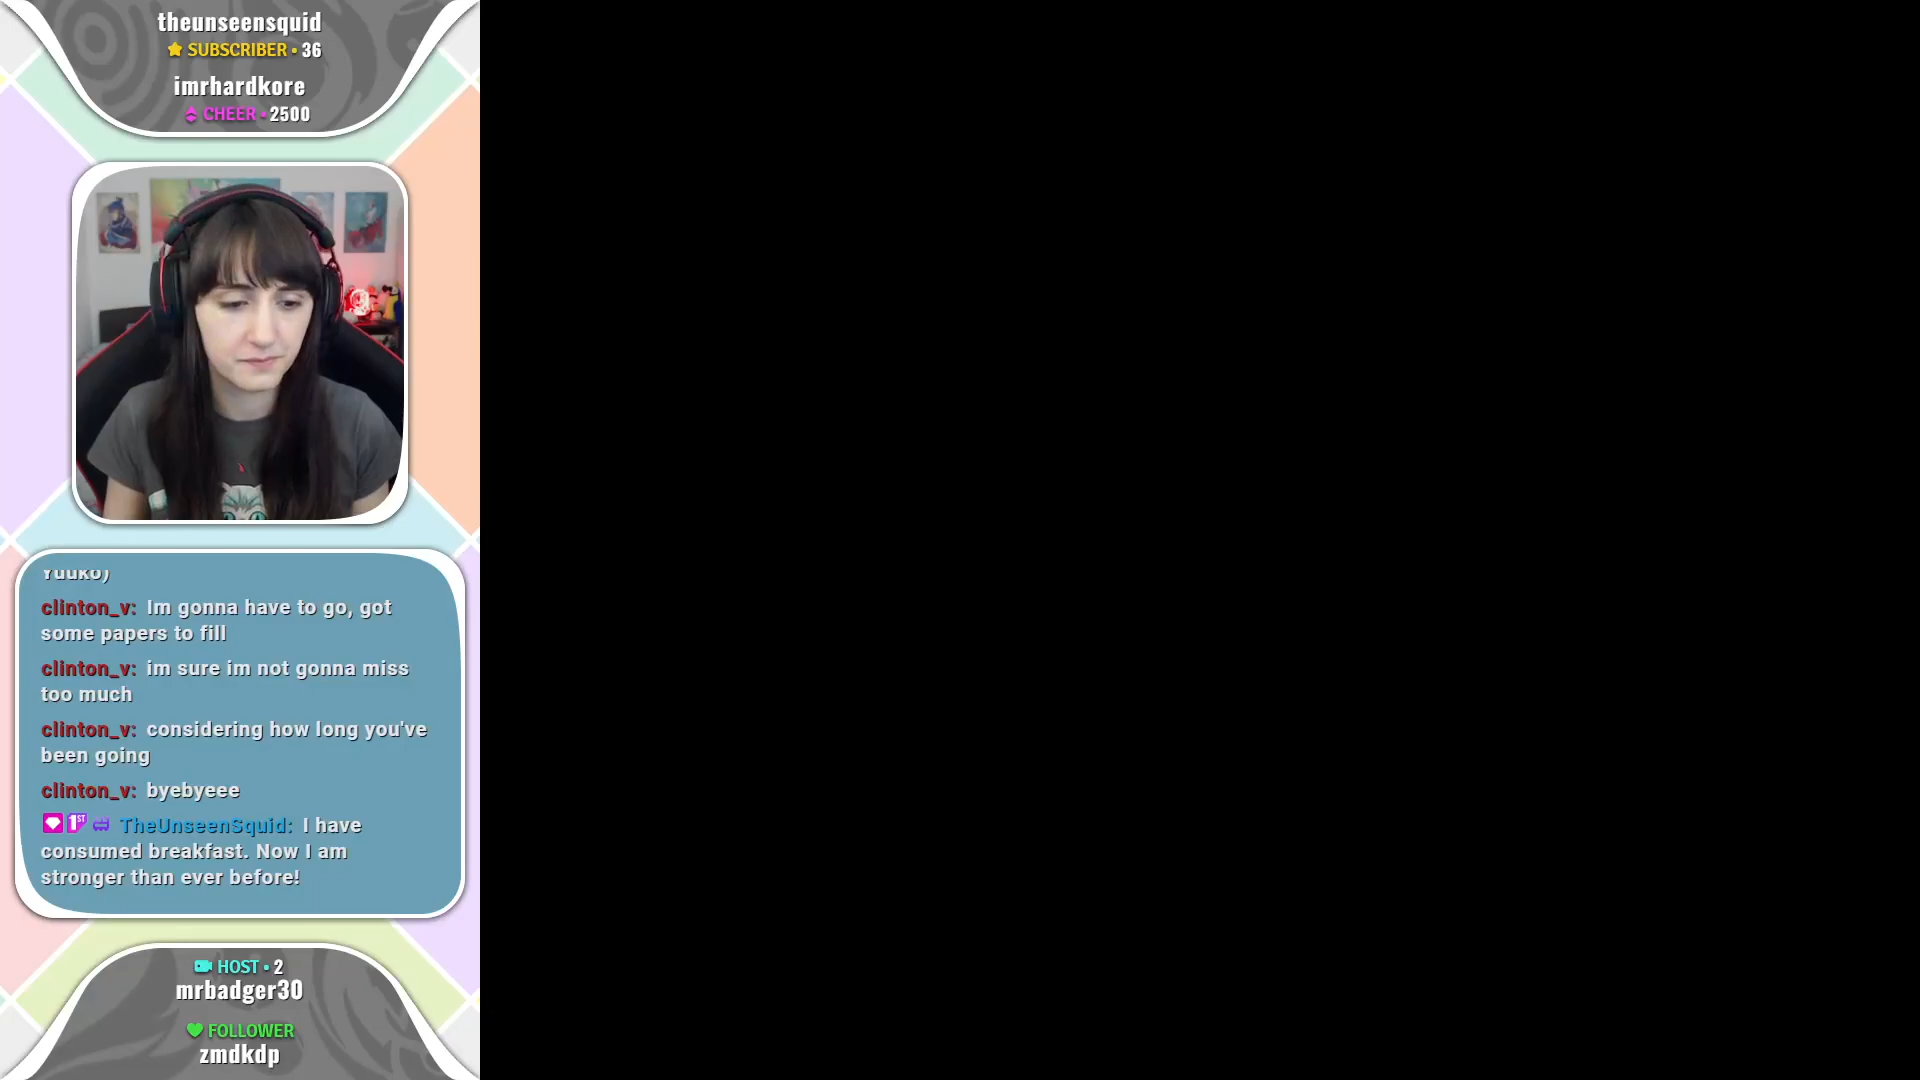 theunseensquid
SUBSCRIBER • 36
imrhardkore
CHEER • 2500
Yuuko)
clinton_v: Im gonna have to go, got
some papers to fill
clinton_v: im sure im not gonna miss
too much
clinton_v: considering how long you've
been going
clinton_v: byebyeee
1ST TheUnseenSquid: I have
consumed breakfast. Now I am
stronger than ever before!
HOST • 2
mrbadger30
FOLLOWER
zmdkdp